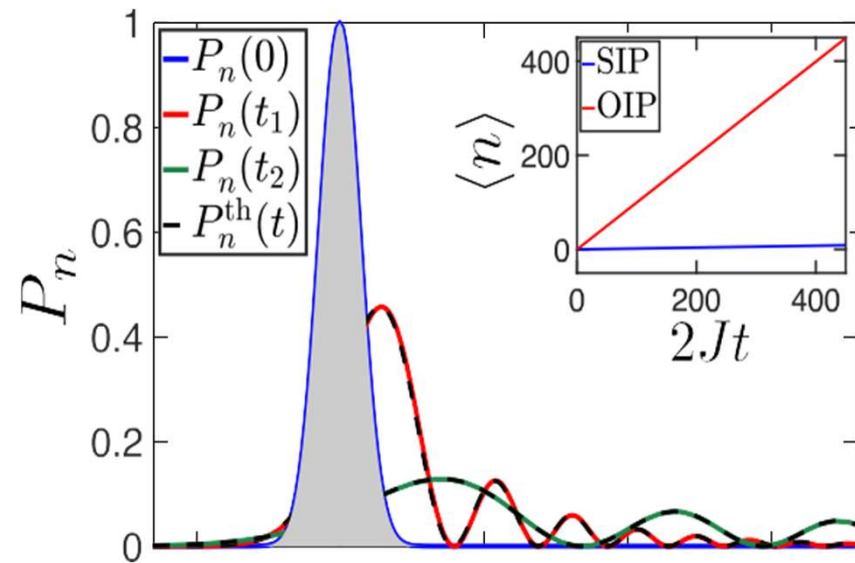 P_n
1
0.8
0.6
0.4
0.2
0
P_n(0)
P_n(t_1)
P_n(t_2)
P_n^th(t)
⟨n⟩
400
200
0
SIP
OIP
0 200 400
2Jt